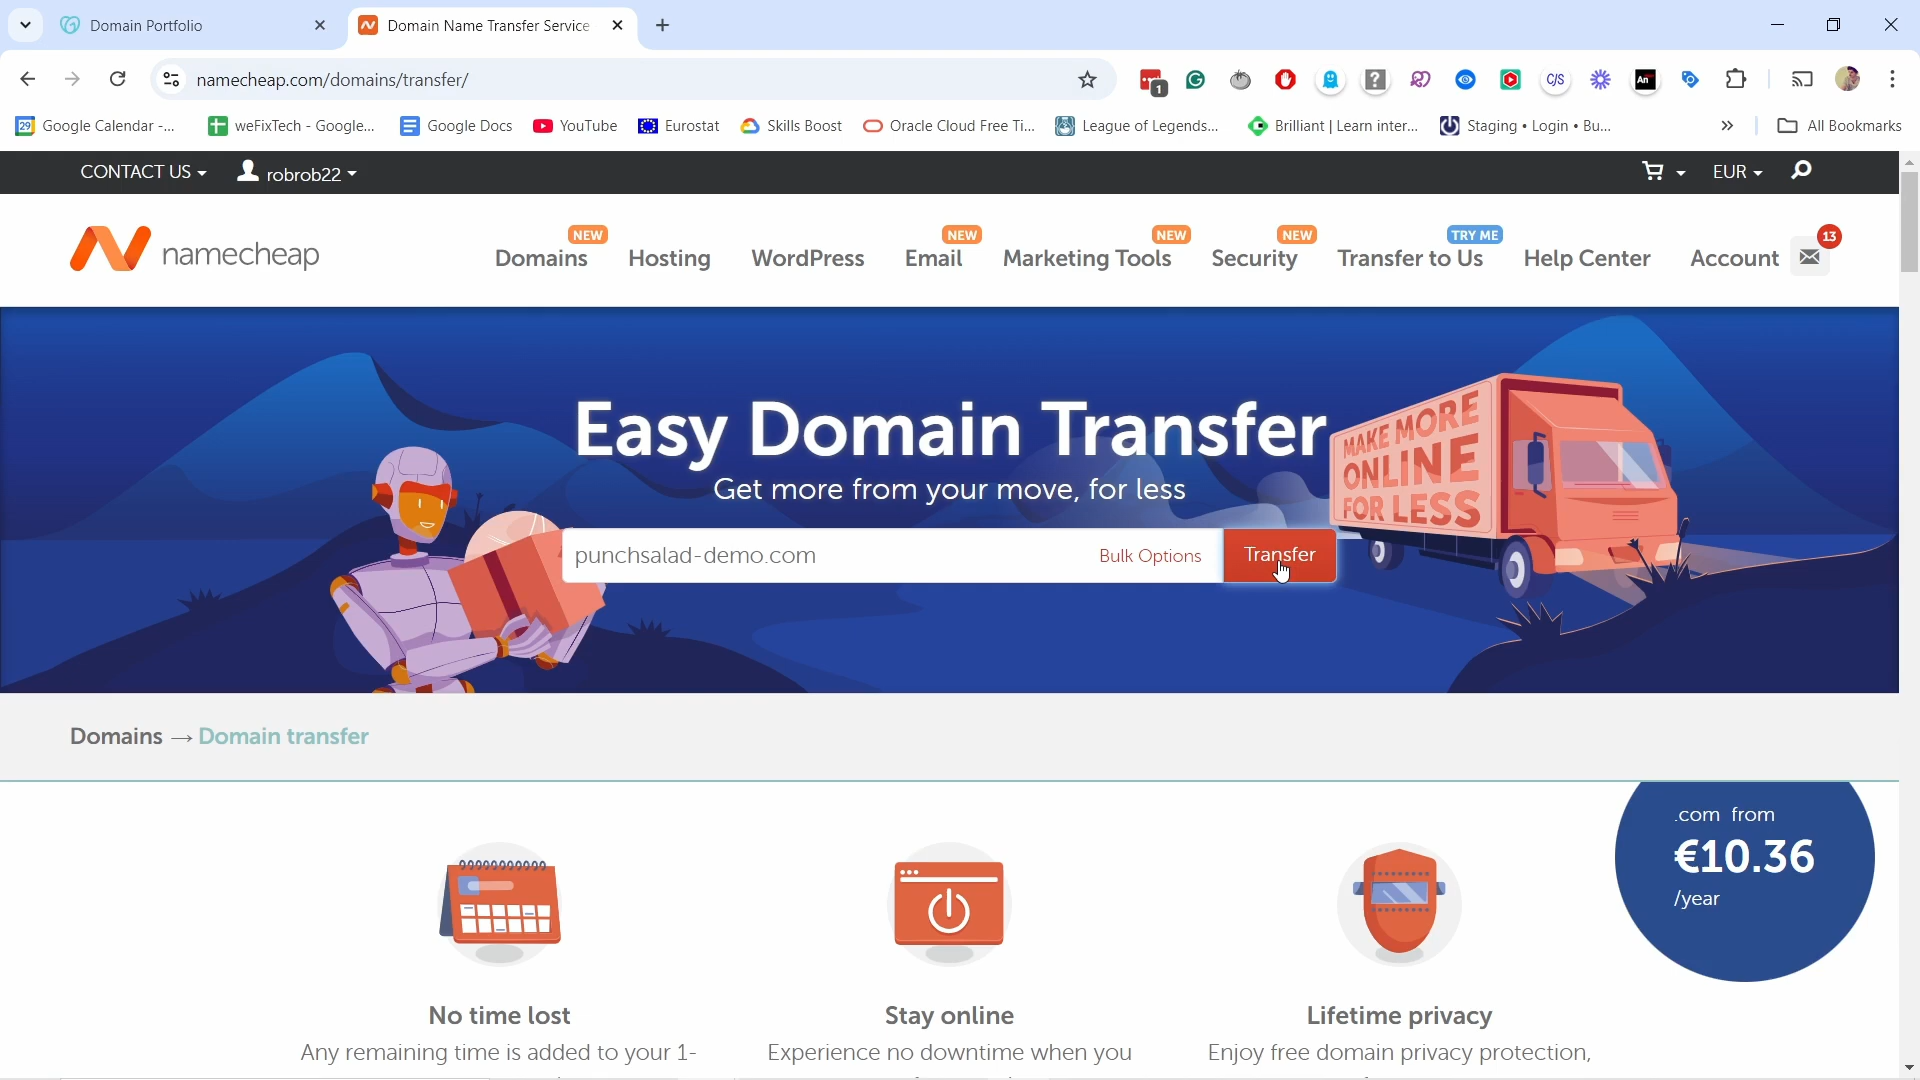 Domain Portfolio
Domain Name Transfer Service
namecheap.com/domains/transfer/
1
An
C/S
29 Google Calendar -...
weFixTech - Google...
Google Docs
YouTube
Eurostat
Skills Boost
Oracle Cloud Free Ti...
League of Legends...
Brilliant | Learn inter...
Staging • Login • Bu...
All Bookmarks
CONTACT US
robrob22
EUR
namecheap
NEW
Domains
Hosting
WordPress
NEW
Email
NEW
Marketing Tools
NEW
Security
TRY ME
Transfer to Us
Help Center
Account
13
Easy Domain Transfer
Get more from your move, for less
punchsalad-demo.com
Bulk Options
Transfer
MAKE MORE
ONLINE
FOR LESS
Domains → Domain transfer
.com from
€10.36
/year
No time lost
Any remaining time is added to your 1-
Stay online
Experience no downtime when you
Lifetime privacy
Enjoy free domain privacy protection,